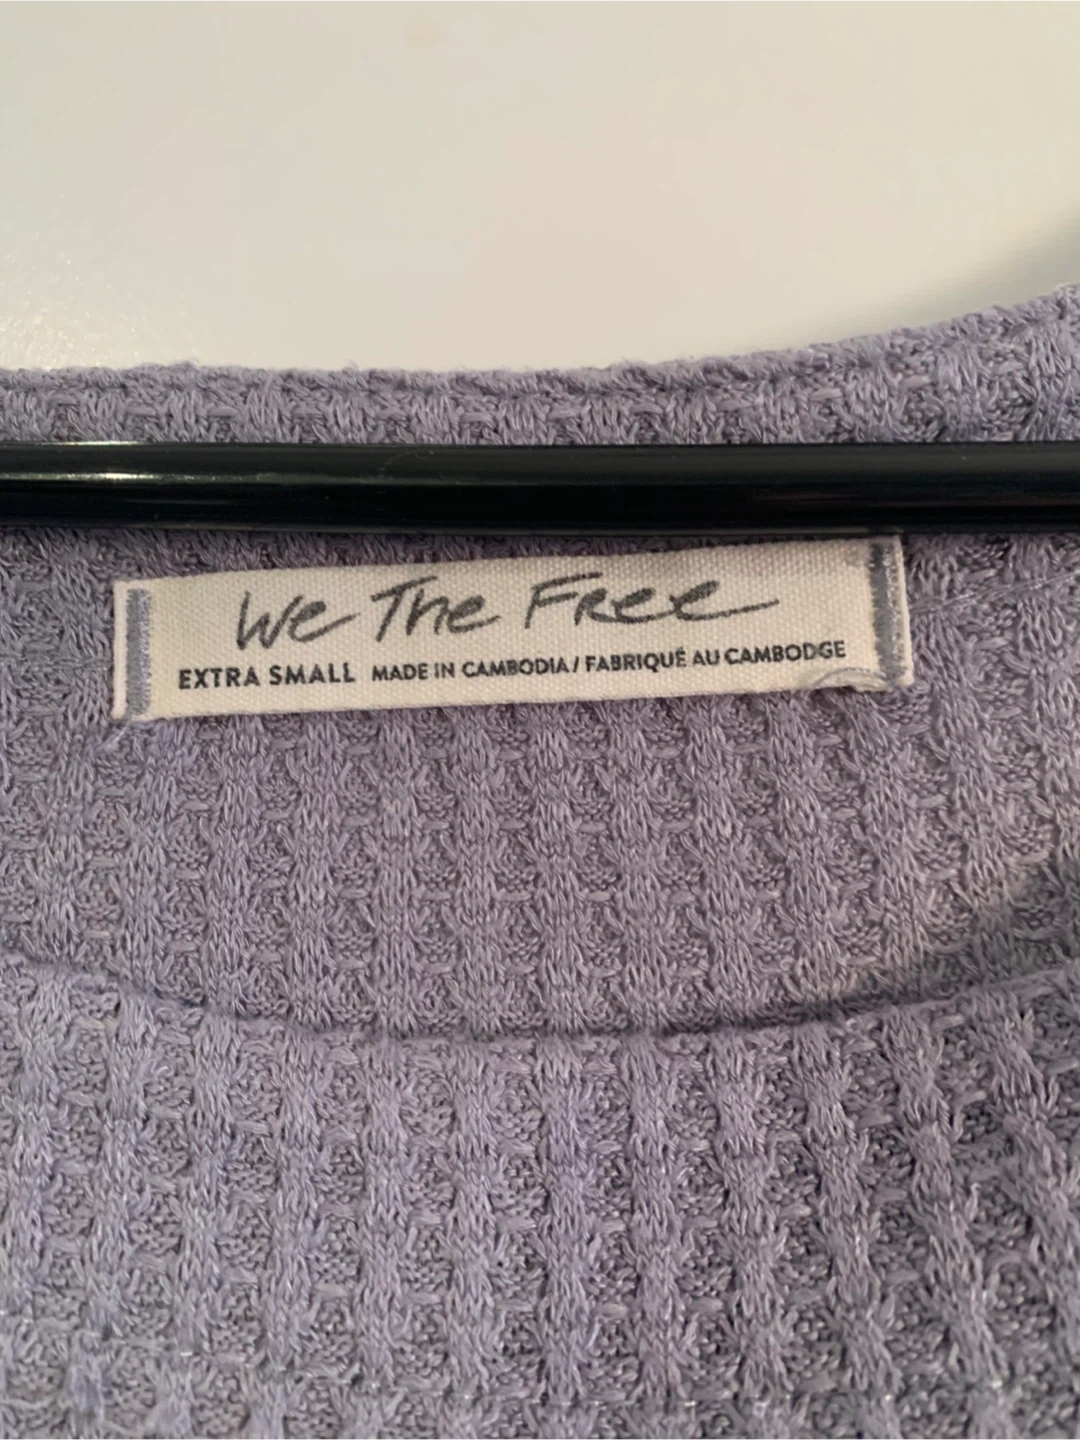 We The Free
EXTRA SMALL MADE IN CAMBODIA / FABRIQUÉ AU CAMBODGE